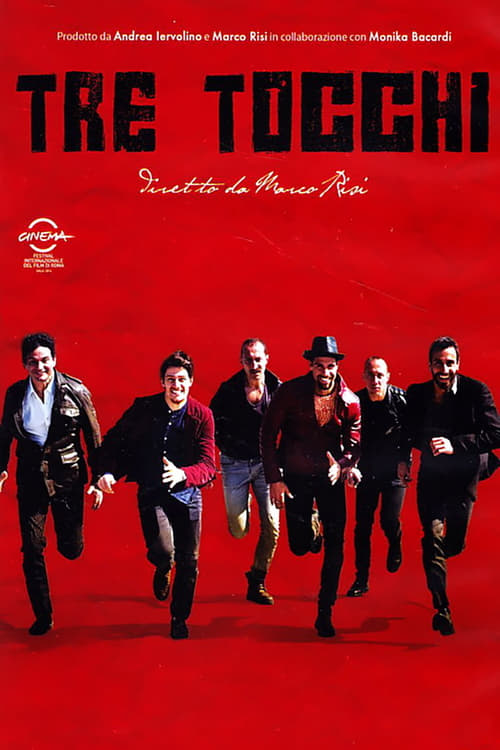 Prodotto da Andrea Iervolino e Marco Risi in collaborazione con Monika Bacardi
TRE TOCCHI
Diretto da Marco Risi
CINEMA
FESTIVAL
INTERNAZIONALE
DEL FILM DI ROMA